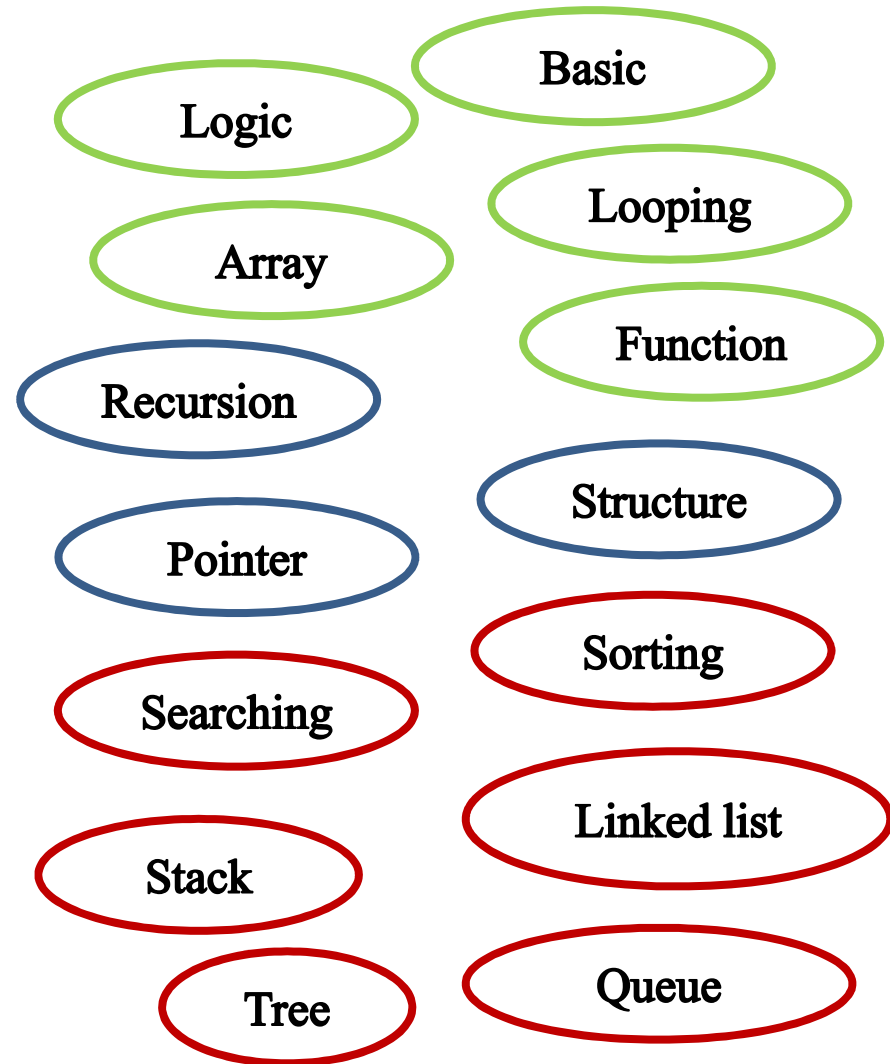 Basic
Logic
Looping
Array
Function
Recursion
Structure
Pointer
Sorting
Searching
Linked list
Stack
Queue
Tree